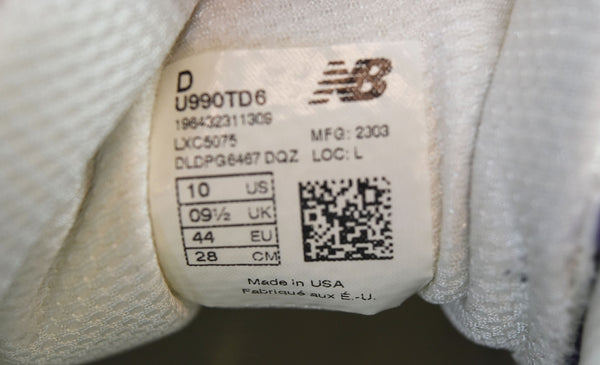 D
NB
U990TD6
196432311309
LXC5075
MFG: 2303
DLDPG6467 DQZ
LOC: L
10 US
09½ UK
44 EU
28 CM
Made in USA
Fabriqué aux É.-U.